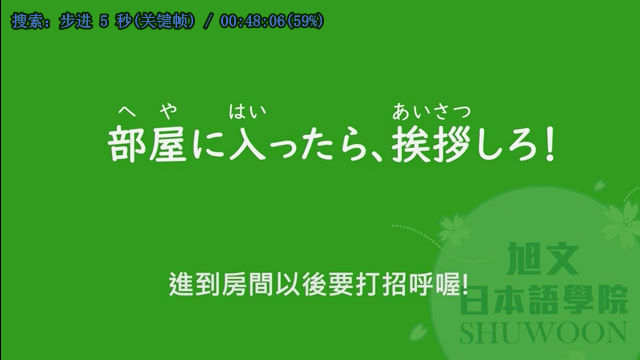 搜索: 步进 5 秒(关键帧) / 00:48:06(59%)
へ や はい あいさつ
部屋に入ったら、挨拶しろ!
進到房間以後要打招呼喔!
旭文
日本語學院
SHUWOON